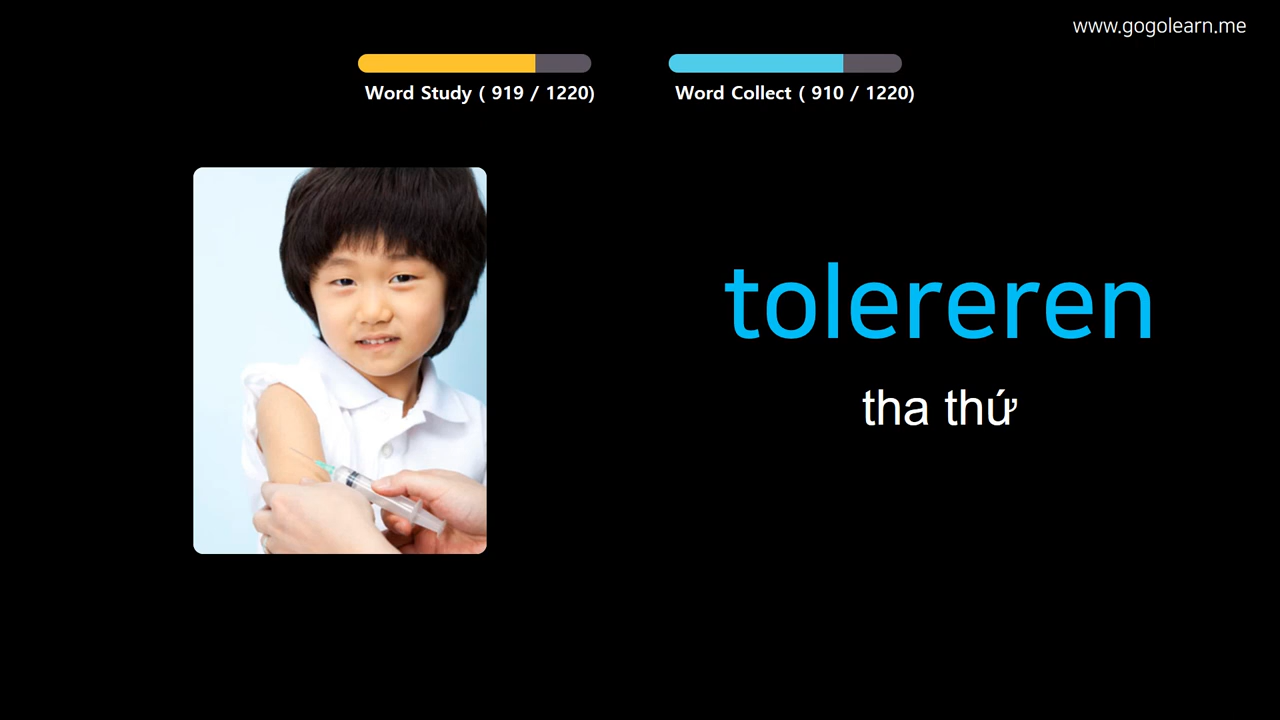 www.gogolearn.me
Word Study ( 919 / 1220)
Word Collect ( 910 / 1220)
tolereren
tha thứ